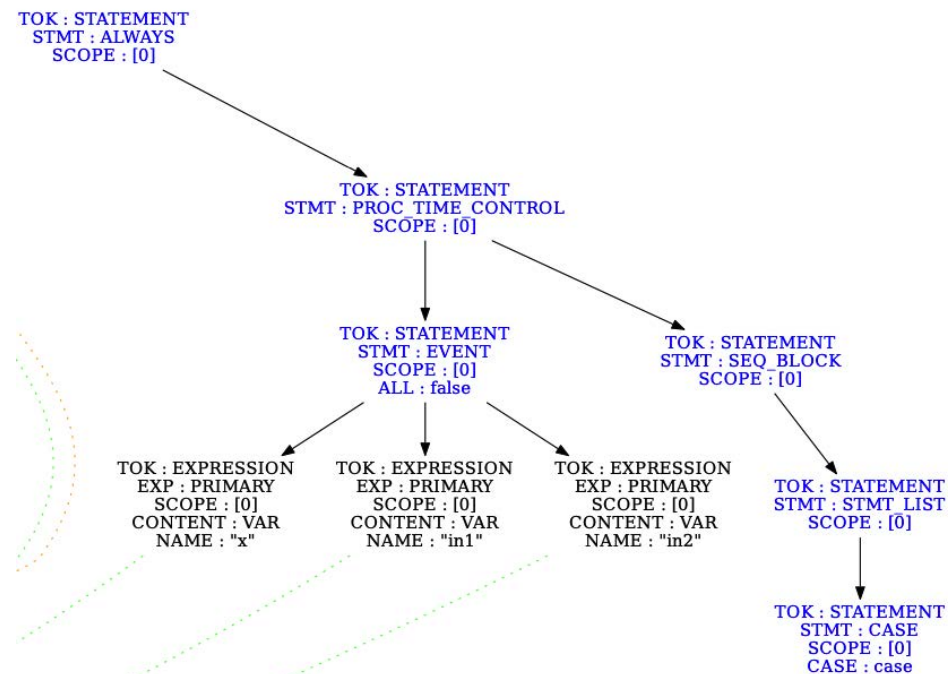 TOK : STATEMENT
STMT : ALWAYS
SCOPE : [0]
TOK : STATEMENT
STMT : PROC_TIME_CONTROL
SCOPE : [0]
TOK : STATEMENT
STMT : EVENT
SCOPE : [0]
ALL : false
TOK : STATEMENT
STMT : SEQ_BLOCK
SCOPE : [0]
TOK : EXPRESSION
EXP : PRIMARY
SCOPE : [0]
CONTENT : VAR
NAME : "x"
TOK : EXPRESSION
EXP : PRIMARY
SCOPE : [0]
CONTENT : VAR
NAME : "in1"
TOK : EXPRESSION
EXP : PRIMARY
SCOPE : [0]
CONTENT : VAR
NAME : "in2"
TOK : STATEMENT
STMT : STMT_LIST
SCOPE : [0]
TOK : STATEMENT
STMT : CASE
SCOPE : [0]
CASE : case